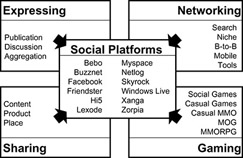 Expressing
Publication
Discussion
Aggregation
Networking
Search
Niche
B-to-B
Mobile
Tools
Social Platforms
Bebo Myspace
Buzznet Netlog
Facebook Skyrock
Friendster Windows Live
Hi5 Xanga
Lexode Zorpia
Content
Product
Place
Sharing
Social Games
Casual Games
Casual MMO
MOG
MMORPG
Gaming